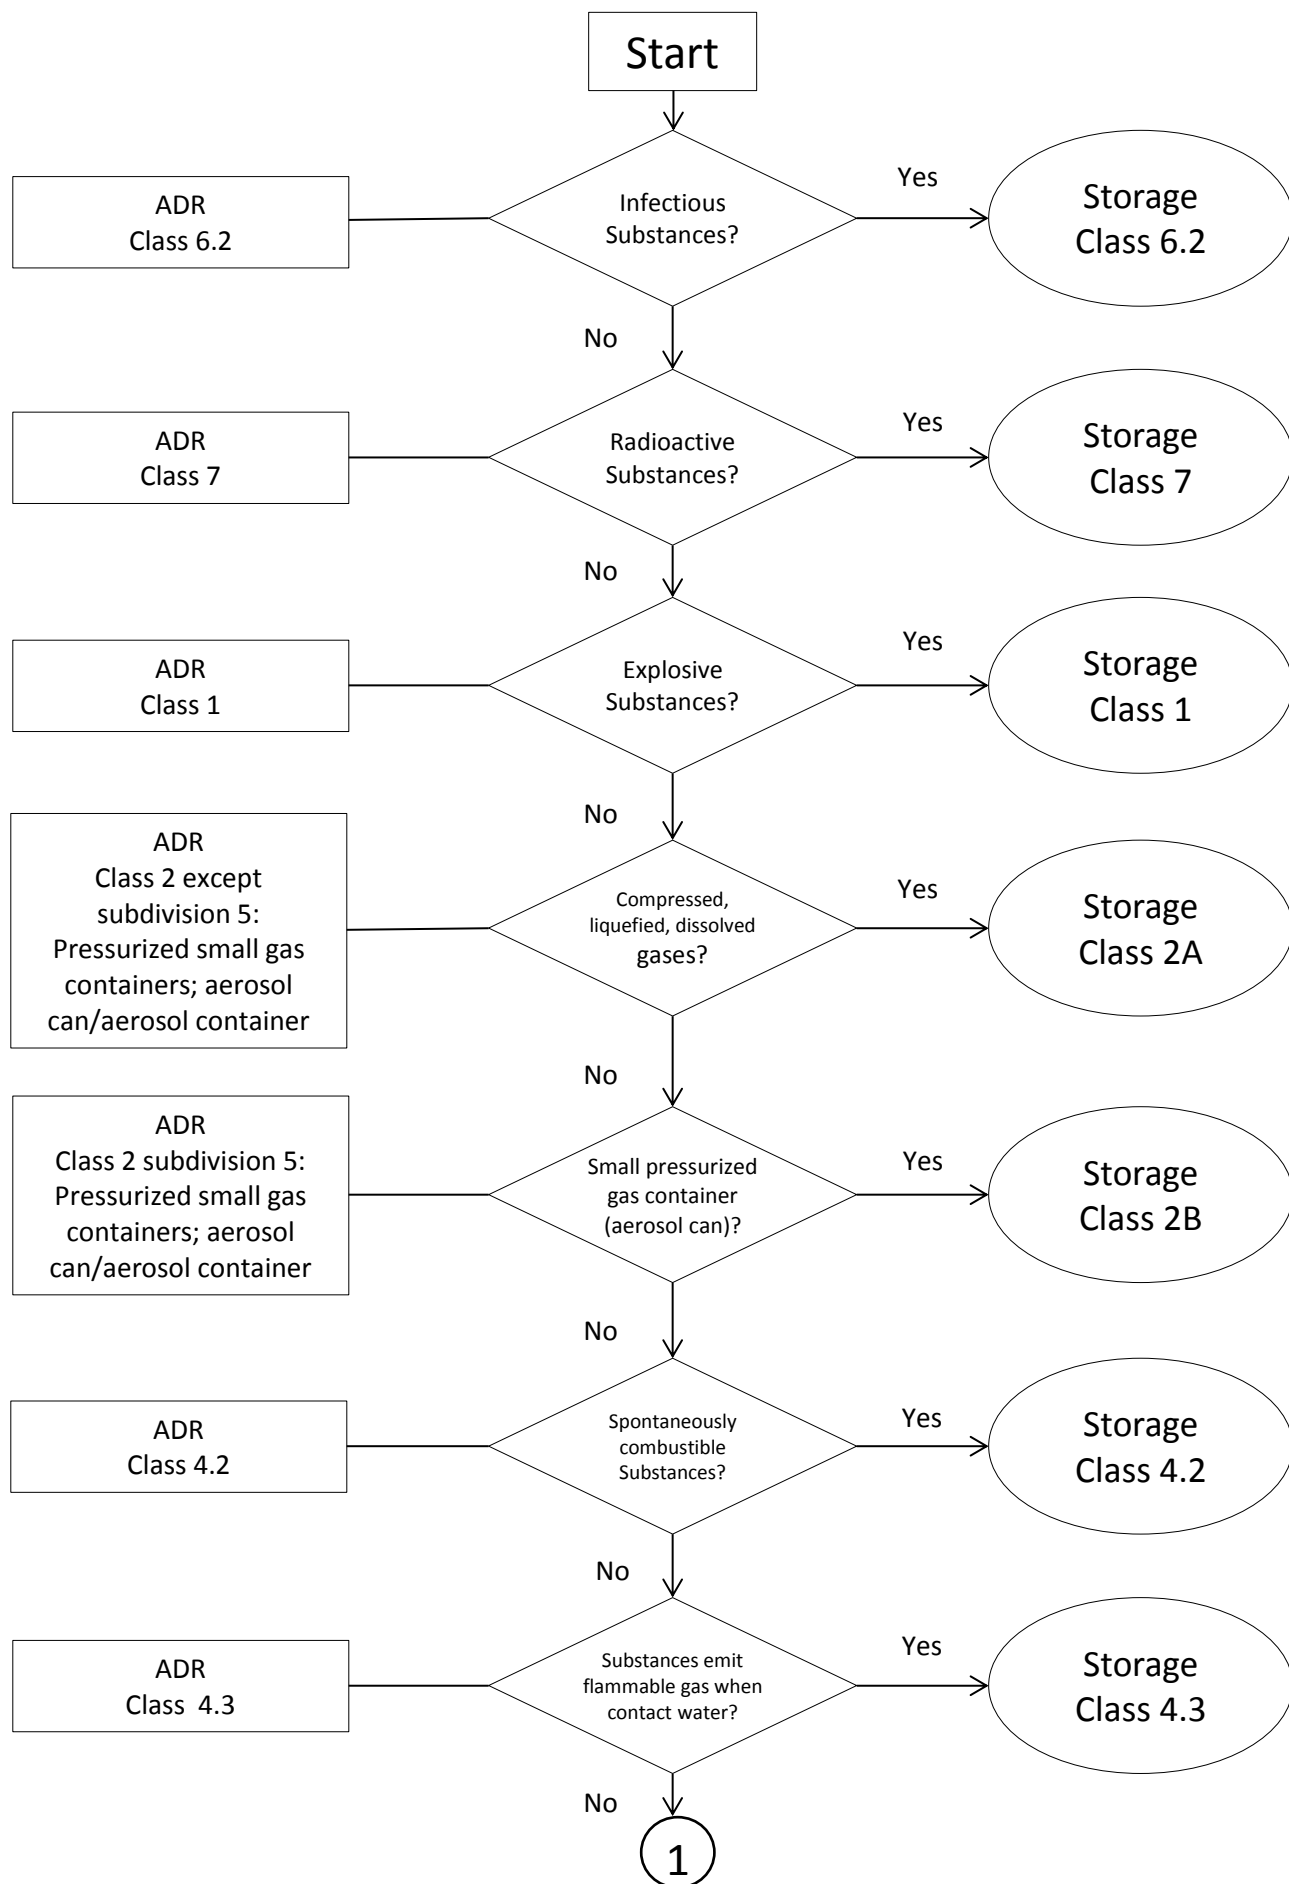 Start
ADR
Class 6.2
Infectious
Substances?
Yes
Storage
Class 6.2
No
ADR
Class 7
Radioactive
Substances?
Yes
Storage
Class 7
No
ADR
Class 1
Explosive
Substances?
Yes
Storage
Class 1
No
ADR
Class 2 except
subdivision 5:
Pressurized small gas
containers; aerosol
can/aerosol container
Compressed,
liquefied, dissolved
gases?
Yes
Storage
Class 2A
No
ADR
Class 2 subdivision 5:
Pressurized small gas
containers; aerosol
can/aerosol container
Small pressurized
gas container
(aerosol can)?
Yes
Storage
Class 2B
No
ADR
Class 4.2
Spontaneously
combustible
Substances?
Yes
Storage
Class 4.2
No
ADR
Class 4.3
Substances emit
flammable gas when
contact water?
Yes
Storage
Class 4.3
No
1